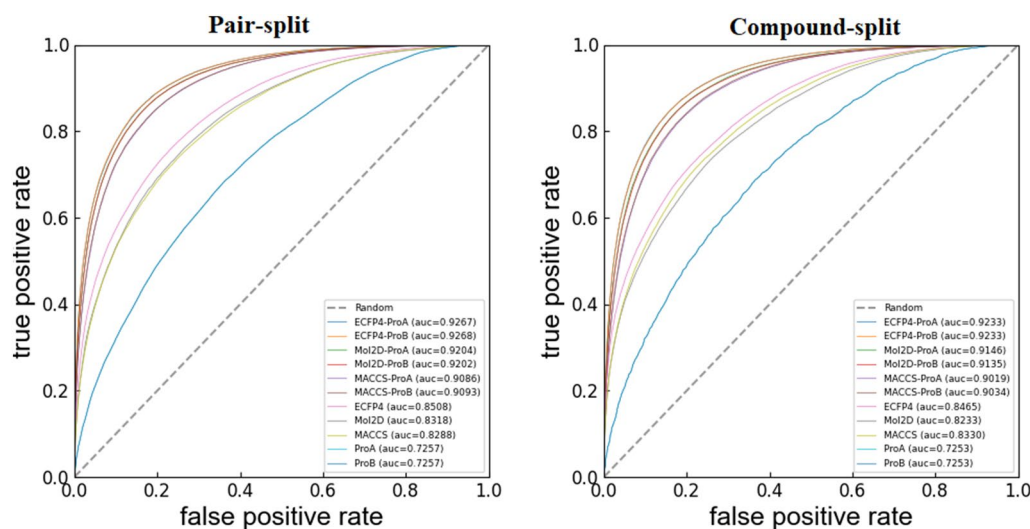 Pair-split
1.0
0.8
0.6
0.4
0.2
0.0
true positive rate
Random
ECFP4-ProA (auc=0.9267)
ECFP4-ProB (auc=0.9268)
Mol2D-ProA (auc=0.9204)
Mol2D-ProB (auc=0.9202)
MACCS-ProA (auc=0.9086)
MACCS-ProB (auc=0.9093)
ECFP4 (auc=0.8508)
Mol2D (auc=0.8318)
MACCS (auc=0.8288)
ProA (auc=0.7257)
ProB (auc=0.7257)
0.0 0.2 0.4 0.6 0.8 1.0
false positive rate
Compound-split
1.0
0.8
0.6
0.4
0.2
0.0
true positive rate
Random
ECFP4-ProA (auc=0.9233)
ECFP4-ProB (auc=0.9233)
Mol2D-ProA (auc=0.9146)
Mol2D-ProB (auc=0.9135)
MACCS-ProA (auc=0.9019)
MACCS-ProB (auc=0.9034)
ECFP4 (auc=0.8465)
Mol2D (auc=0.8233)
MACCS (auc=0.8330)
ProA (auc=0.7253)
ProB (auc=0.7253)
0.0 0.2 0.4 0.6 0.8 1.0
false positive rate